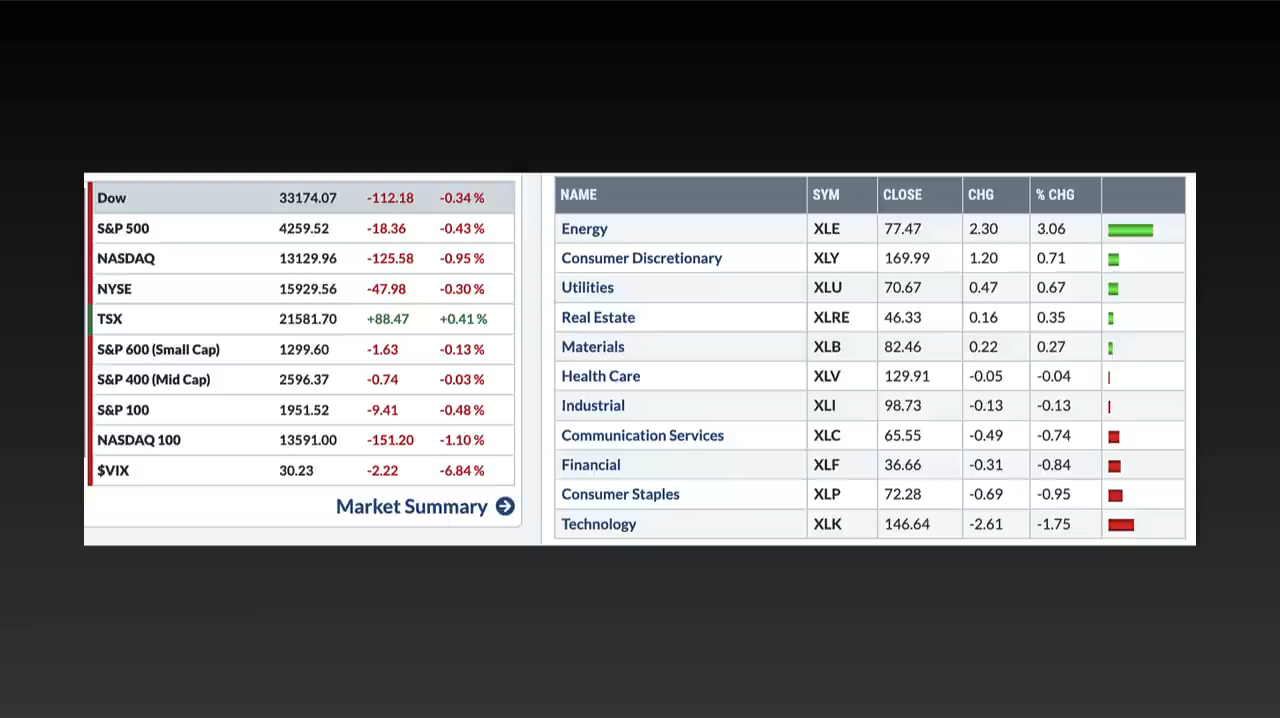 Dow 33174.07 -112.18 -0.34 %
S&P 500 4259.52 -18.36 -0.43 %
NASDAQ 13129.96 -125.58 -0.95 %
NYSE 15929.56 -47.98 -0.30 %
TSX 21581.70 +88.47 +0.41 %
S&P 600 (Small Cap) 1299.60 -1.63 -0.13 %
S&P 400 (Mid Cap) 2596.37 -0.74 -0.03 %
S&P 100 1951.52 -9.41 -0.48 %
NASDAQ 100 13591.00 -151.20 -1.10 %
$VIX 30.23 -2.22 -6.84 %
Market Summary
NAME SYM CLOSE CHG % CHG
Energy XLE 77.47 2.30 3.06
Consumer Discretionary XLY 169.99 1.20 0.71
Utilities XLU 70.67 0.47 0.67
Real Estate XLRE 46.33 0.16 0.35
Materials XLB 82.46 0.22 0.27
Health Care XLV 129.91 -0.05 -0.04
Industrial XLI 98.73 -0.13 -0.13
Communication Services XLC 65.55 -0.49 -0.74
Financial XLF 36.66 -0.31 -0.84
Consumer Staples XLP 72.28 -0.69 -0.95
Technology XLK 146.64 -2.61 -1.75